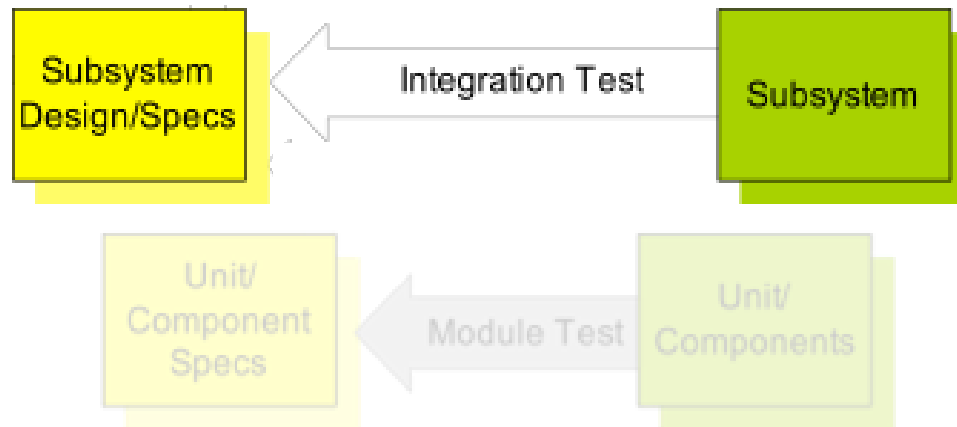 Subsystem
Design/Specs
Integration Test
Subsystem
Unit/
Component
Specs
Module Test
Unit/
Components